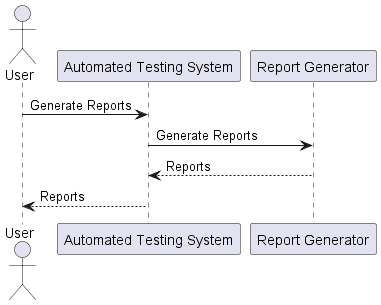 User
Automated Testing System
Report Generator
Generate Reports
Generate Reports
Reports
Reports
User
Automated Testing System
Report Generator